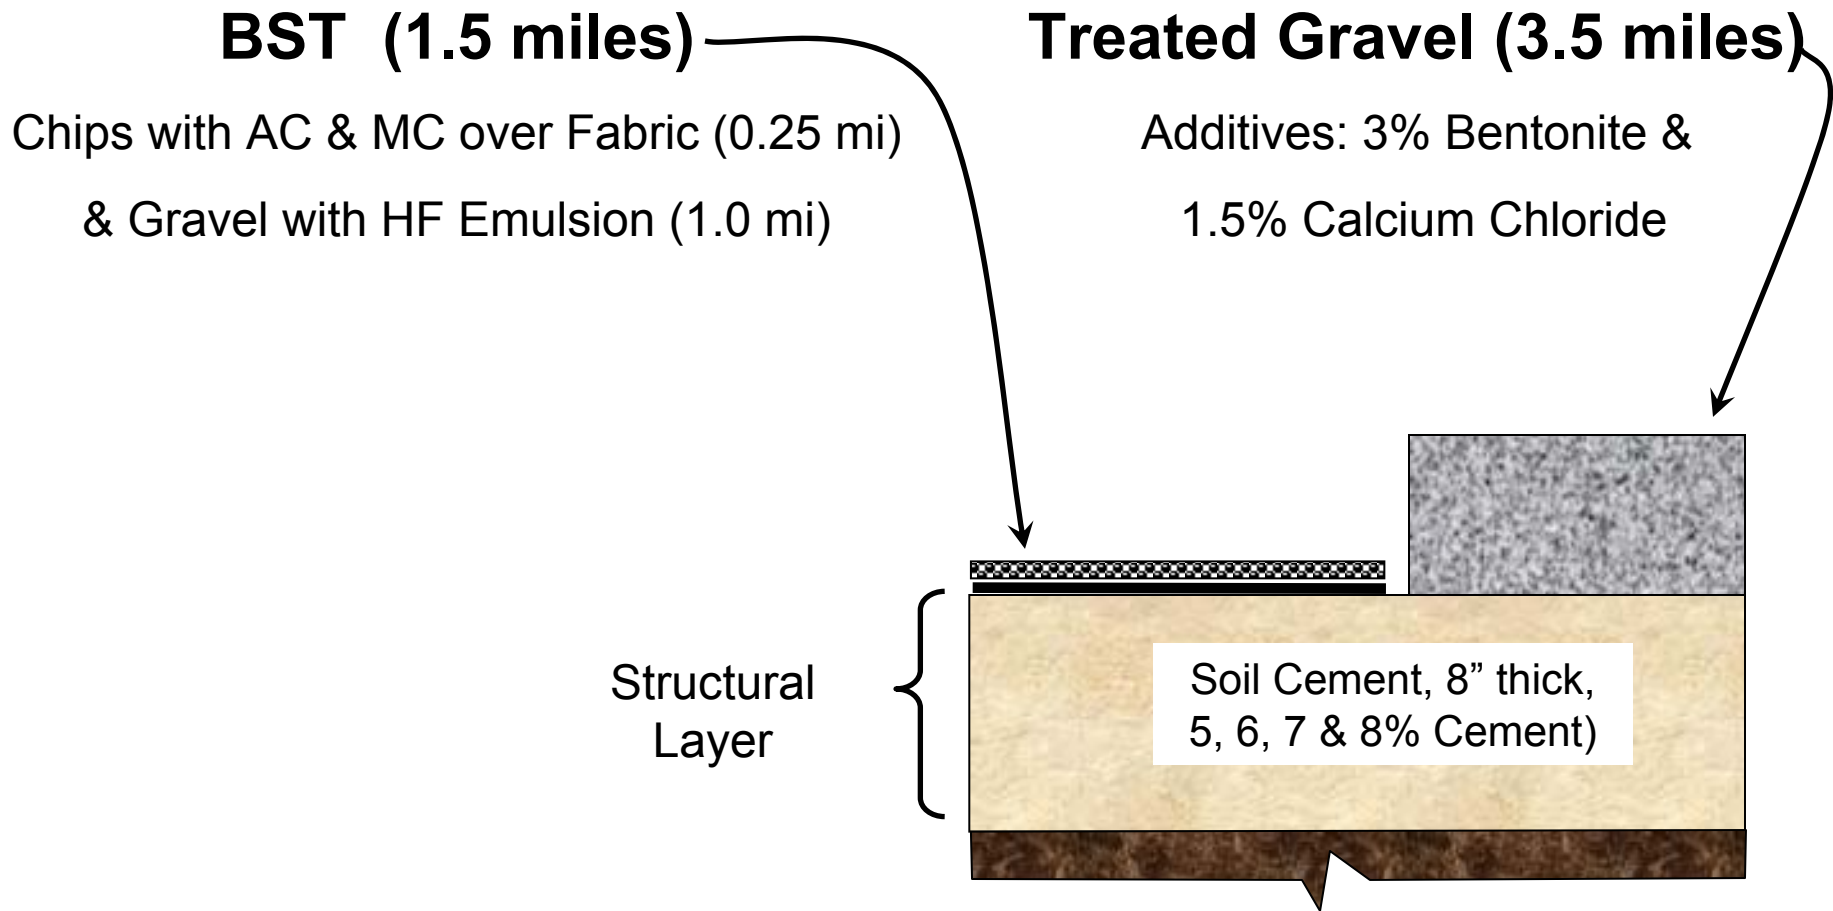 BST (1.5 miles)
Chips with AC & MC over Fabric (0.25 mi)
& Gravel with HF Emulsion (1.0 mi)
Treated Gravel (3.5 miles)
Additives: 3% Bentonite &
1.5% Calcium Chloride
Structural
Layer
Soil Cement, 8” thick,
5, 6, 7 & 8% Cement)